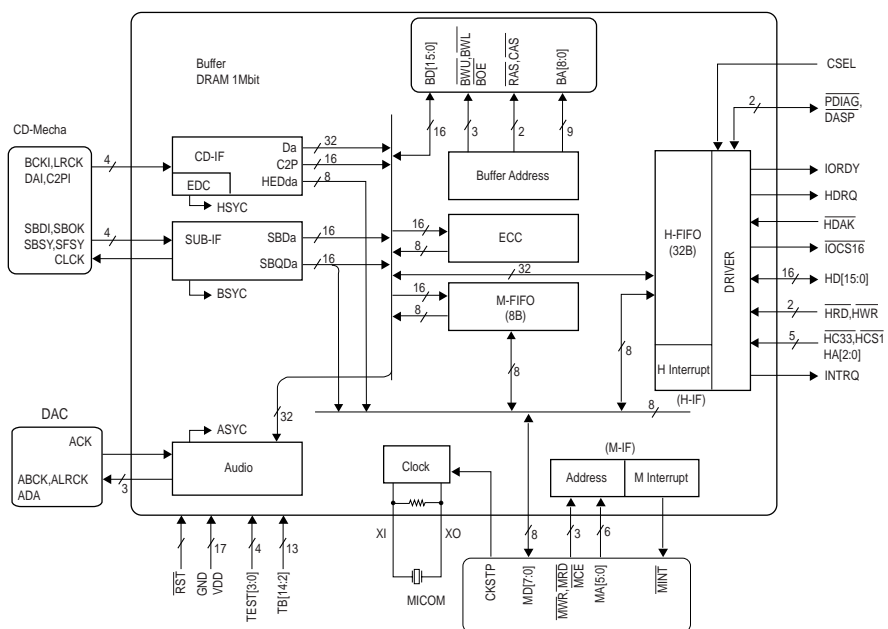 Buffer
DRAM 1Mbit
BD[15:0]
BWU,BWL
BOE
RAS,CAS
BA[8:0]
16
3
2
9
Buffer Address
CSEL
2
PDIAG,
DASP
CD-Mecha
BCKI,LRCK
DAI,C2PI
4
CD-IF
EDC
Da
32
C2P
16
HEDda
8
HSYC
SBDI,SBOK
SBSY,SFSY
CLCK
4
SUB-IF
SBDa
16
SBQDa
16
BSYC
16
8
ECC
32
16
8
M-FIFO
(8B)
8
8
8
H-FIFO
(32B)
DRIVER
H Interrupt
(H-IF)
IORDY
HDRQ
HDAK
IOCS16
16
HD[15:0]
2
HRD,HWR
5
HC33,HCS1
HA[2:0]
INTRQ
32
DAC
ACK
ABCK,ALRCK
ADA
3
ASYC
Audio
Clock
XI
XO
MICOM
(M-IF)
Address
M Interrupt
RST
GND
VDD
17
TEST[3:0]
4
TB[14:2]
13
CKSTP
MD[7:0]
8
MWR,MRD
MCE
3
MA[5:0]
6
MINT